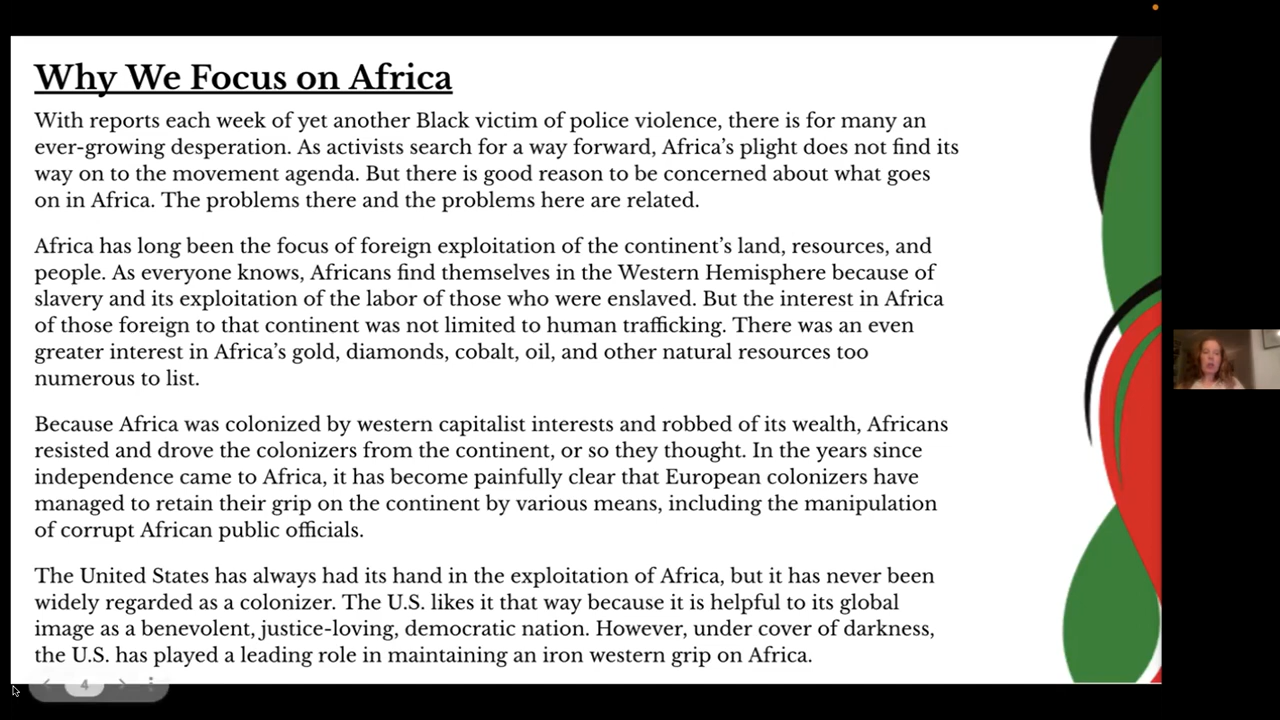 Why We Focus on Africa
With reports each week of yet another Black victim of police violence, there is for many an
ever-growing desperation. As activists search for a way forward, Africa’s plight does not find its
way on to the movement agenda. But there is good reason to be concerned about what goes
on in Africa. The problems there and the problems here are related.
Africa has long been the focus of foreign exploitation of the continent’s land, resources, and
people. As everyone knows, Africans find themselves in the Western Hemisphere because of
slavery and its exploitation of the labor of those who were enslaved. But the interest in Africa
of those foreign to that continent was not limited to human trafficking. There was an even
greater interest in Africa’s gold, diamonds, cobalt, oil, and other natural resources too
numerous to list.
Because Africa was colonized by western capitalist interests and robbed of its wealth, Africans
resisted and drove the colonizers from the continent, or so they thought. In the years since
independence came to Africa, it has become painfully clear that European colonizers have
managed to retain their grip on the continent by various means, including the manipulation
of corrupt African public officials.
The United States has always had its hand in the exploitation of Africa, but it has never been
widely regarded as a colonizer. The U.S. likes it that way because it is helpful to its global
image as a benevolent, justice-loving, democratic nation. However, under cover of darkness,
the U.S. has played a leading role in maintaining an iron western grip on Africa.
4